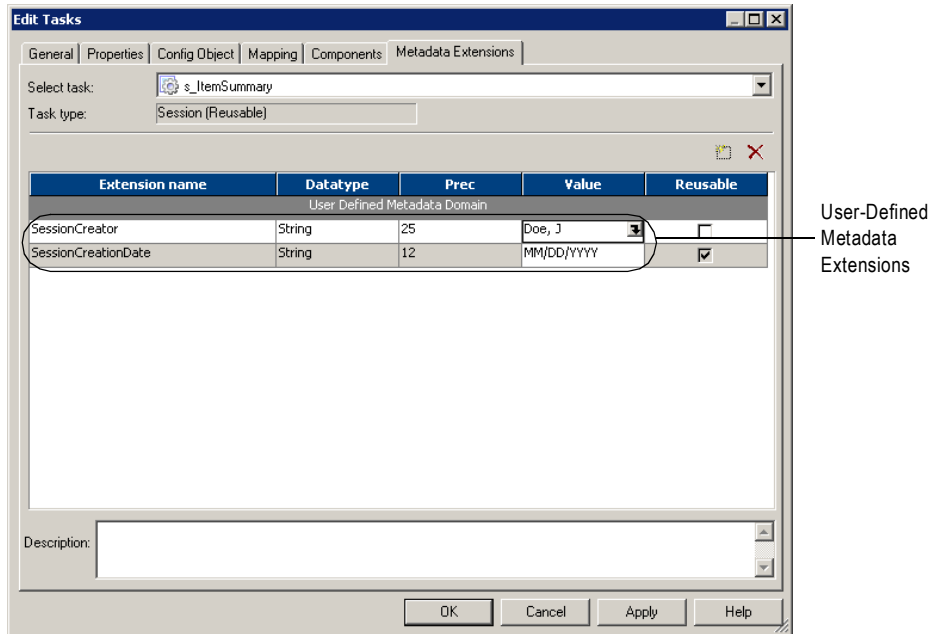 Edit Tasks
General Properties Config Object Mapping Components Metadata Extensions
Select task: s_ItemSummary
Task type: Session (Reusable)
Extension name Datatype Prec Value Reusable
User Defined Metadata Domain
SessionCreator String 25 Doe, J
SessionCreationDate String 12 MM/DD/YYYY
User-Defined
Metadata
Extensions
Description:
OK Cancel Apply Help